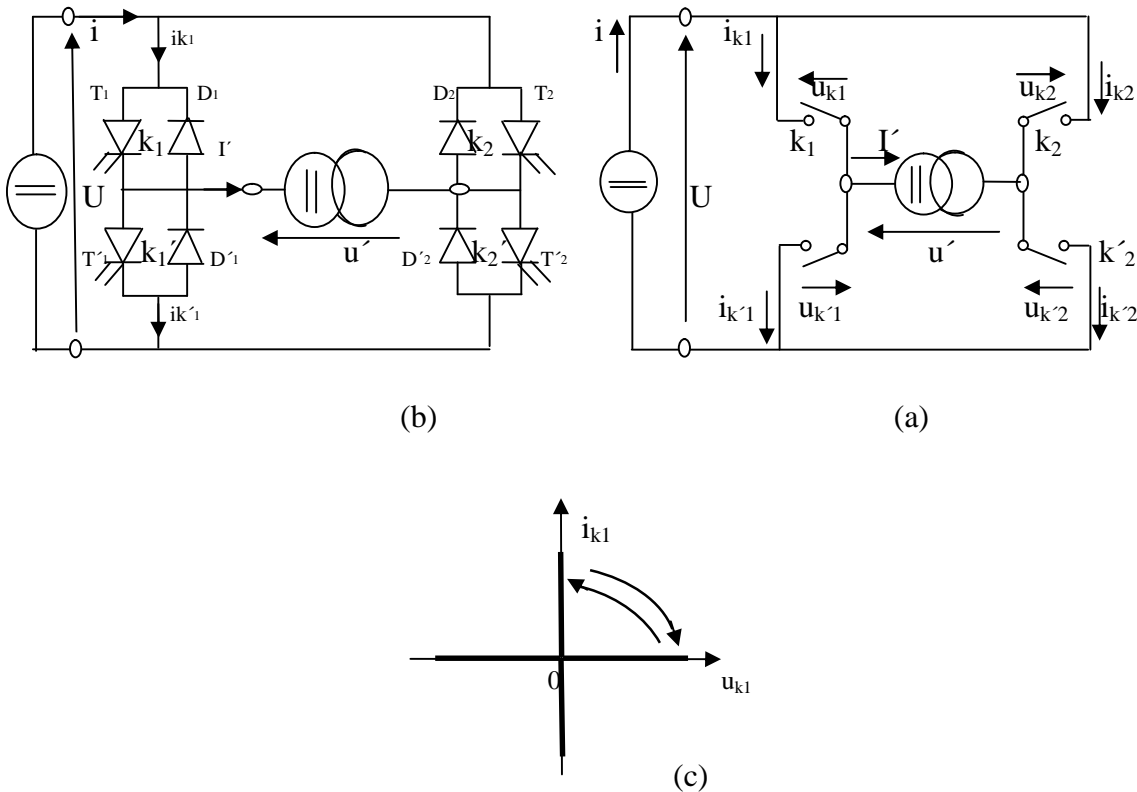 i
ik₁
T₁ D₁ D₂ T₂
k₁ I´ k₂
U
u´
T´₁ k₁´ D´₁ D´₂ k₂´ T´₂
ik´₁
(b)
i iₖ₁
uₖ₁ uₖ₂ iₖ₂
k₁ I´ k₂
U
u´ k´₂
iₖ´₁ uₖ´₁ uₖ´₂ iₖ´₂
(a)
iₖ₁
0
uₖ₁
(c)